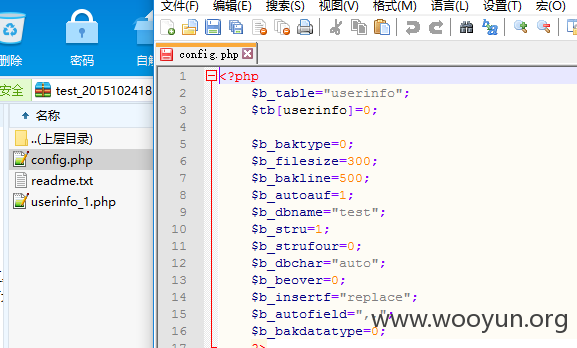 删除
密码
自解
安全
test_2015102418
名称
..(上层目录)
config.php
readme.txt
userinfo_1.php
文件(F) 编辑(E) 搜索(S) 视图(V) 格式(M) 语言(L) 设置(T) 宏(O)
config.php
1 <?php
2 $b_table="userinfo";
3 $tb[userinfo]=0;
4
5 $b_baktype=0;
6 $b_filesize=300;
7 $b_bakline=500;
8 $b_autoauf=1;
9 $b_dbname="test";
10 $b_stru=1;
11 $b_strufour=0;
12 $b_dbchar="auto";
13 $b_beover=0;
14 $b_insertf="replace";
15 $b_autofield=",,";
16 $b_bakdatatype=0;
17 ?>
www.wooyun.org